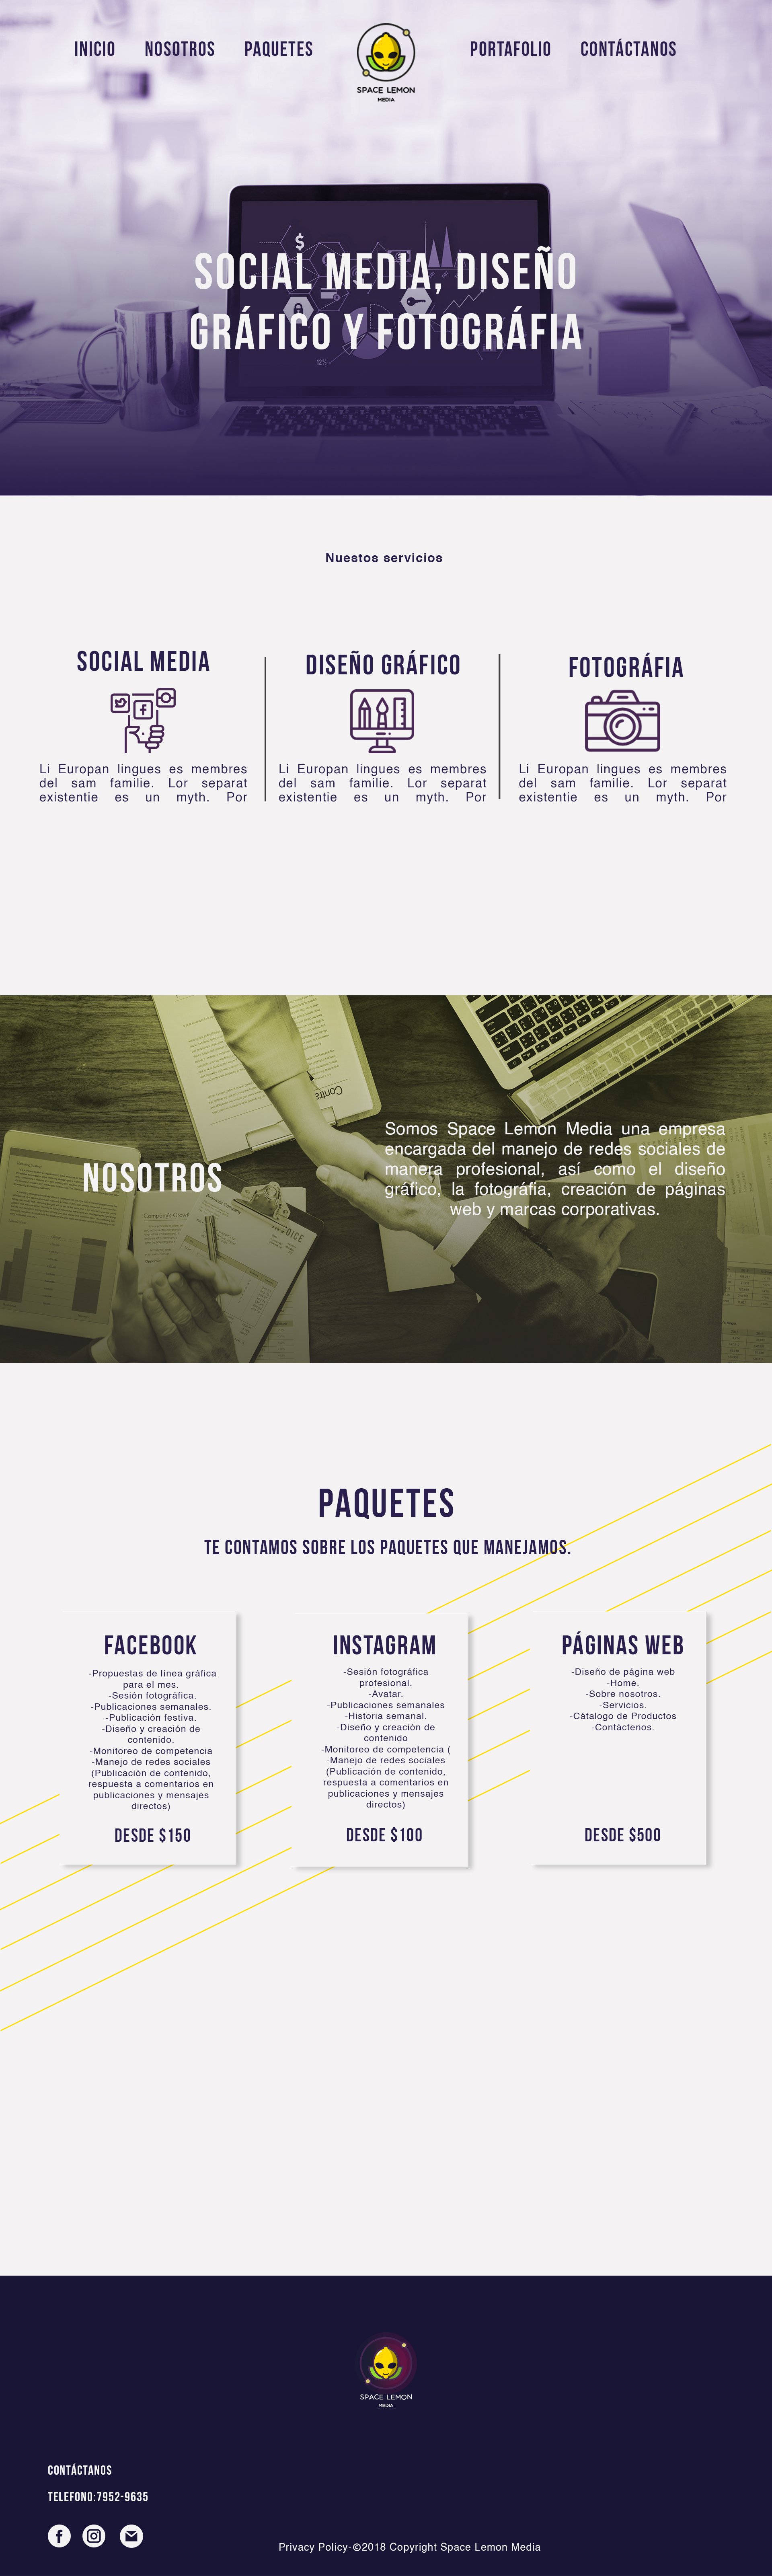 INICIO NOSOTROS PAQUETES PORTAFOLIO CONTÁCTANOS
SPACE LEMON
MEDIA
SOCIAL MEDIA, DISEÑO
GRÁFICO Y FOTOGRÁFIA
Nuestos servicios
SOCIAL MEDIA
Li Europan lingues es membres
del sam familie. Lor separat
existentie es un myth. Por
DISEÑO GRÁFICO
Li Europan lingues es membres
del sam familie. Lor separat
existentie es un myth. Por
FOTOGRÁFIA
Li Europan lingues es membres
del sam familie. Lor separat
existentie es un myth. Por
NOSOTROS
Somos Space Lemon Media una empresa
encargada del manejo de redes sociales de
manera profesional, así como el diseño
gráfico, la fotográfía, creación de páginas
web y marcas corporativas.
PAQUETES
TE CONTAMOS SOBRE LOS PAQUETES QUE MANEJAMOS.
FACEBOOK
-Propuestas de línea gráfica
para el mes.
-Sesión fotográfica.
-Publicaciones semanales.
-Publicación festiva.
-Diseño y creación de
contenido.
-Monitoreo de competencia
-Manejo de redes sociales
(Publicación de contenido,
respuesta a comentarios en
publicaciones y mensajes
directos)
DESDE $150
INSTAGRAM
-Sesión fotográfica
profesional.
-Avatar.
-Publicaciones semanales
-Historia semanal.
-Diseño y creación de
contenido
-Monitoreo de competencia (
-Manejo de redes sociales
(Publicación de contenido,
respuesta a comentarios en
publicaciones y mensajes
directos)
DESDE $100
PÁGINAS WEB
-Diseño de página web
-Home.
-Sobre nosotros.
-Servicios.
-Cátalogo de Productos
-Contáctenos.
DESDE $500
SPACE LEMON
MEDIA
CONTÁCTANOS
TELEFONO:7952-9635
Privacy Policy-©2018 Copyright Space Lemon Media